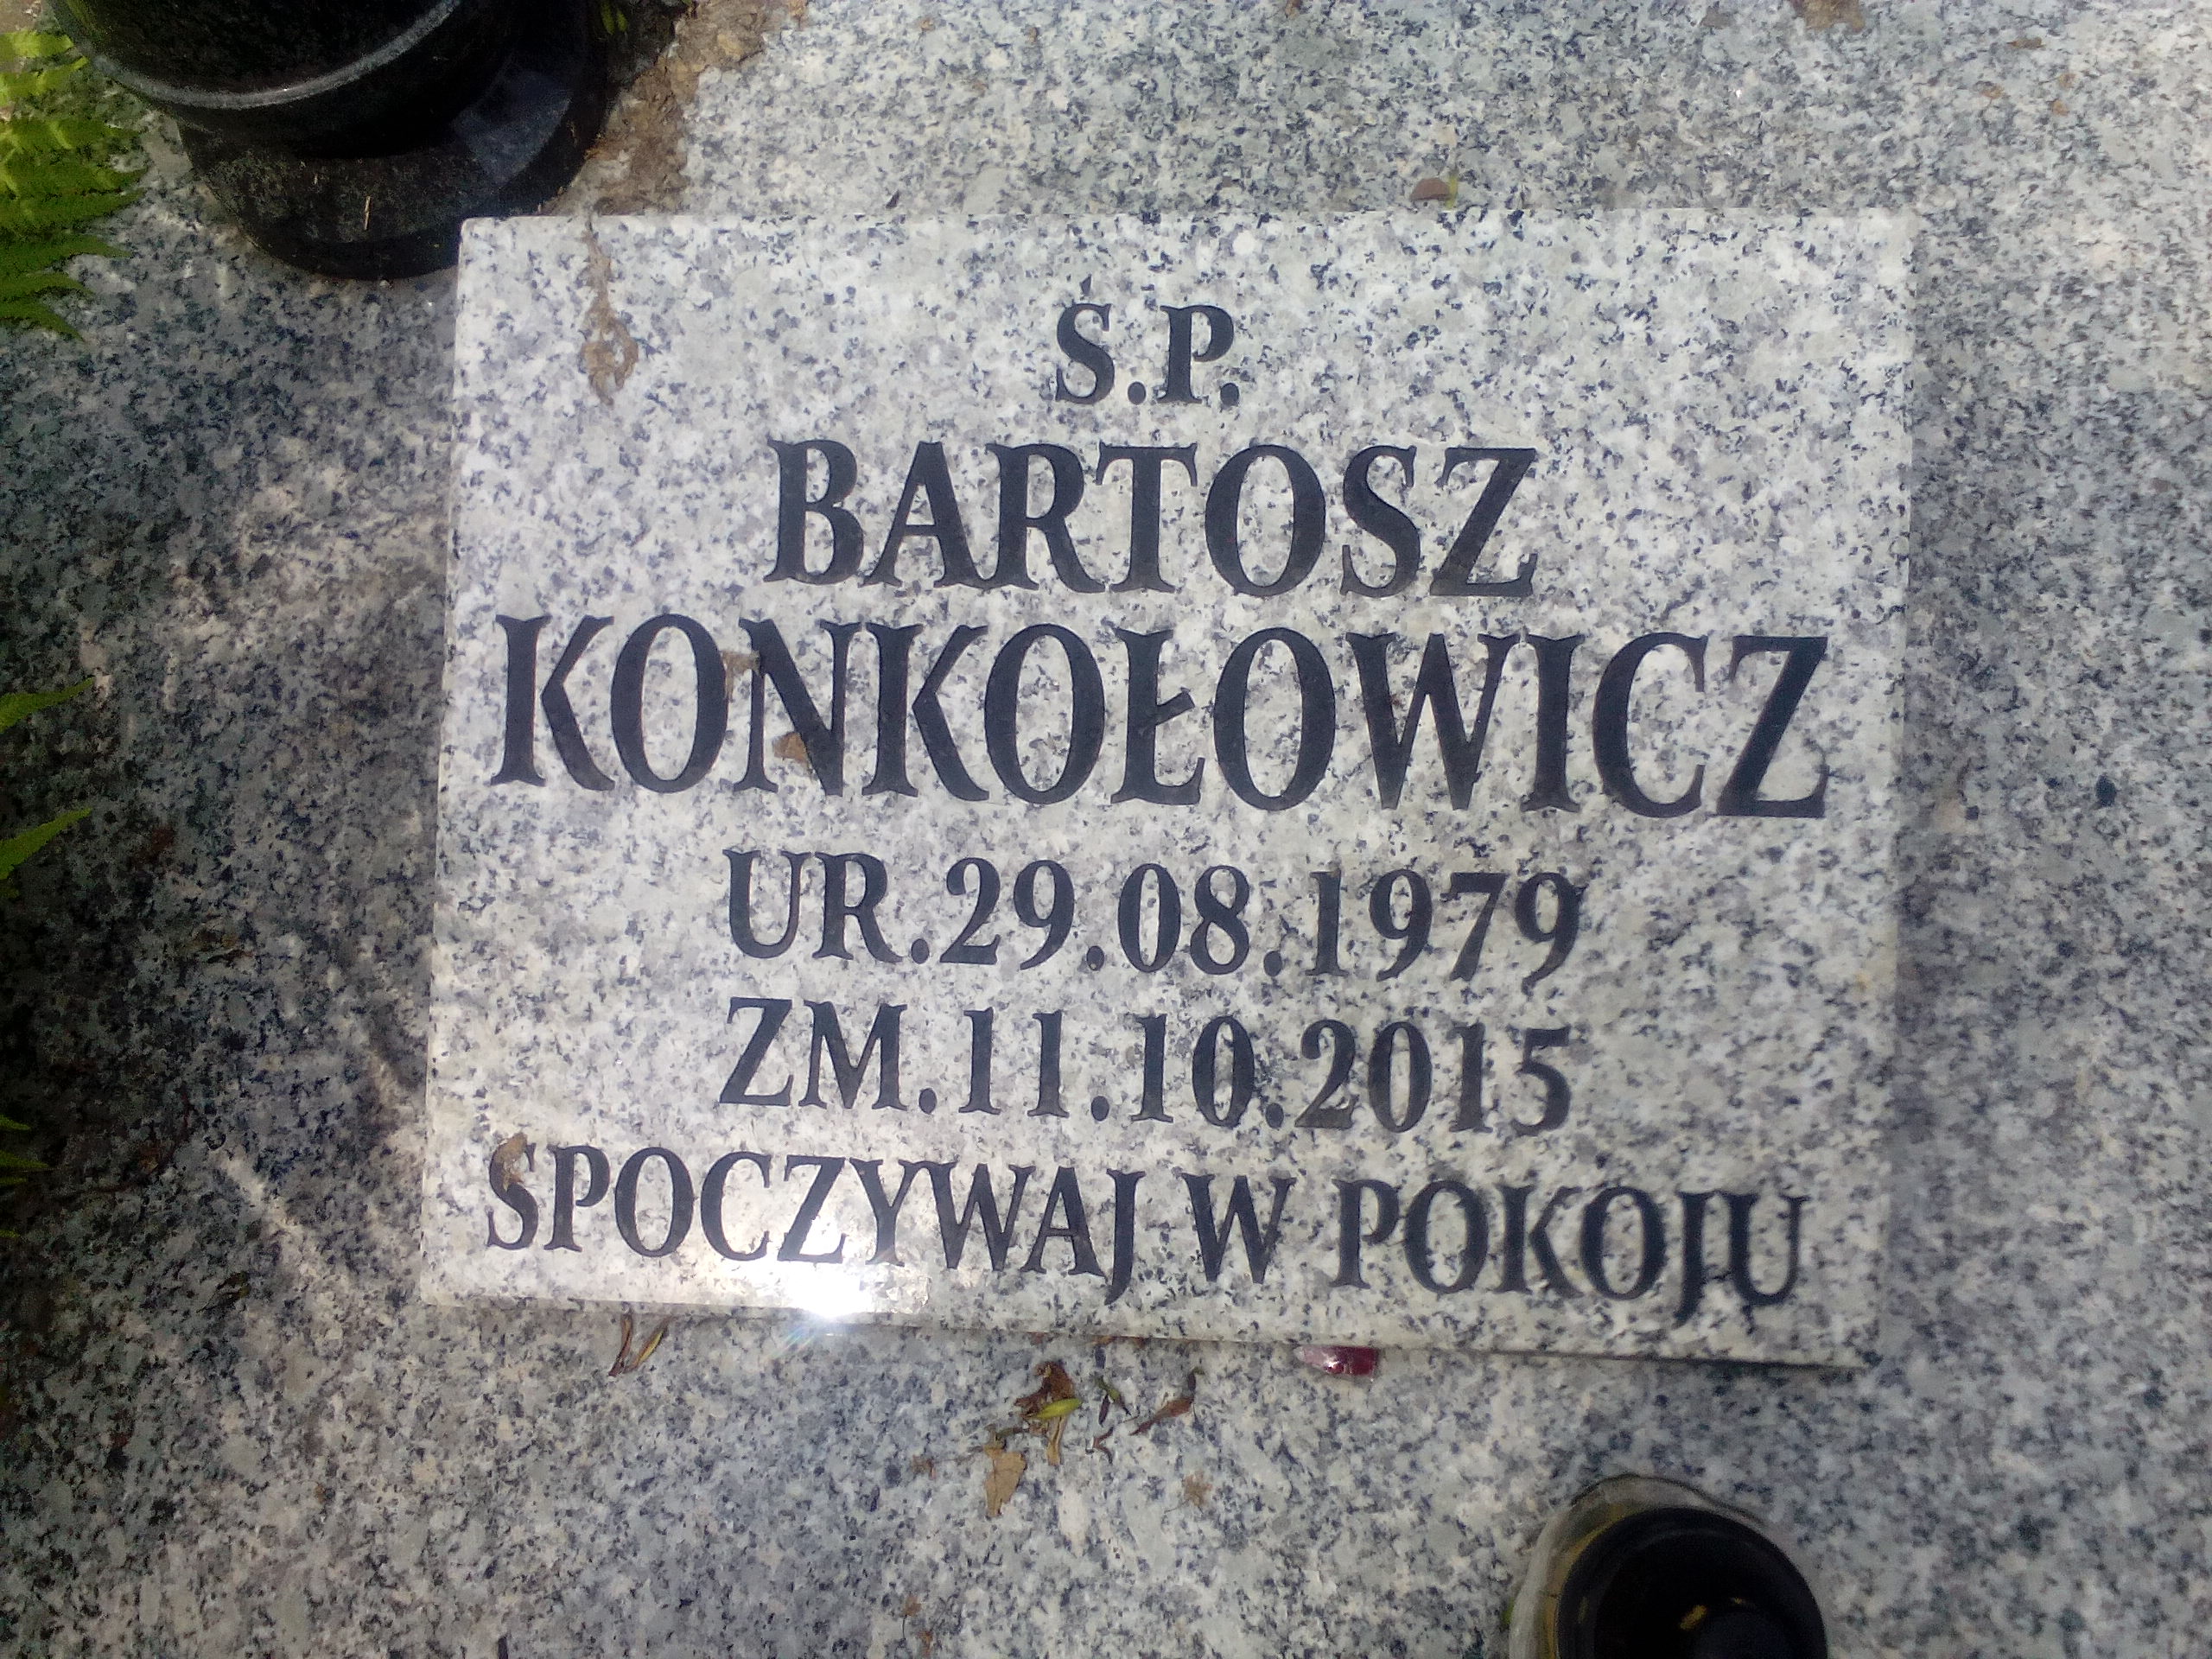 Ś.P.
BARTOSZ
KONKOŁOWICZ
UR.29.08.1979
ZM.11.10.2015
SPOCZYWAJ W POKOJU